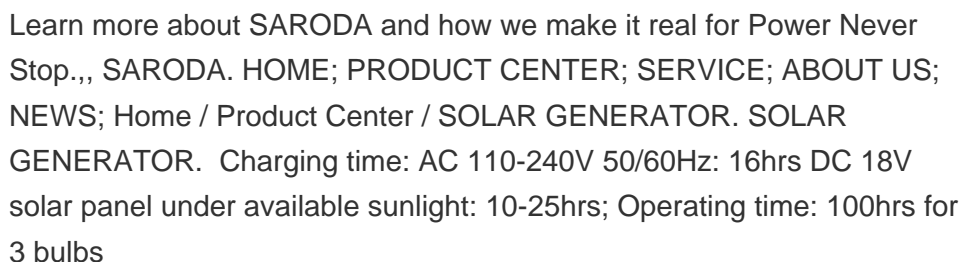 Learn more about SARODA and how we make it real for Power Never
Stop.,, SARODA. HOME; PRODUCT CENTER; SERVICE; ABOUT US;
NEWS; Home / Product Center / SOLAR GENERATOR. SOLAR
GENERATOR.  Charging time: AC 110-240V 50/60Hz: 16hrs DC 18V
solar panel under available sunlight: 10-25hrs; Operating time: 100hrs for
3 bulbs